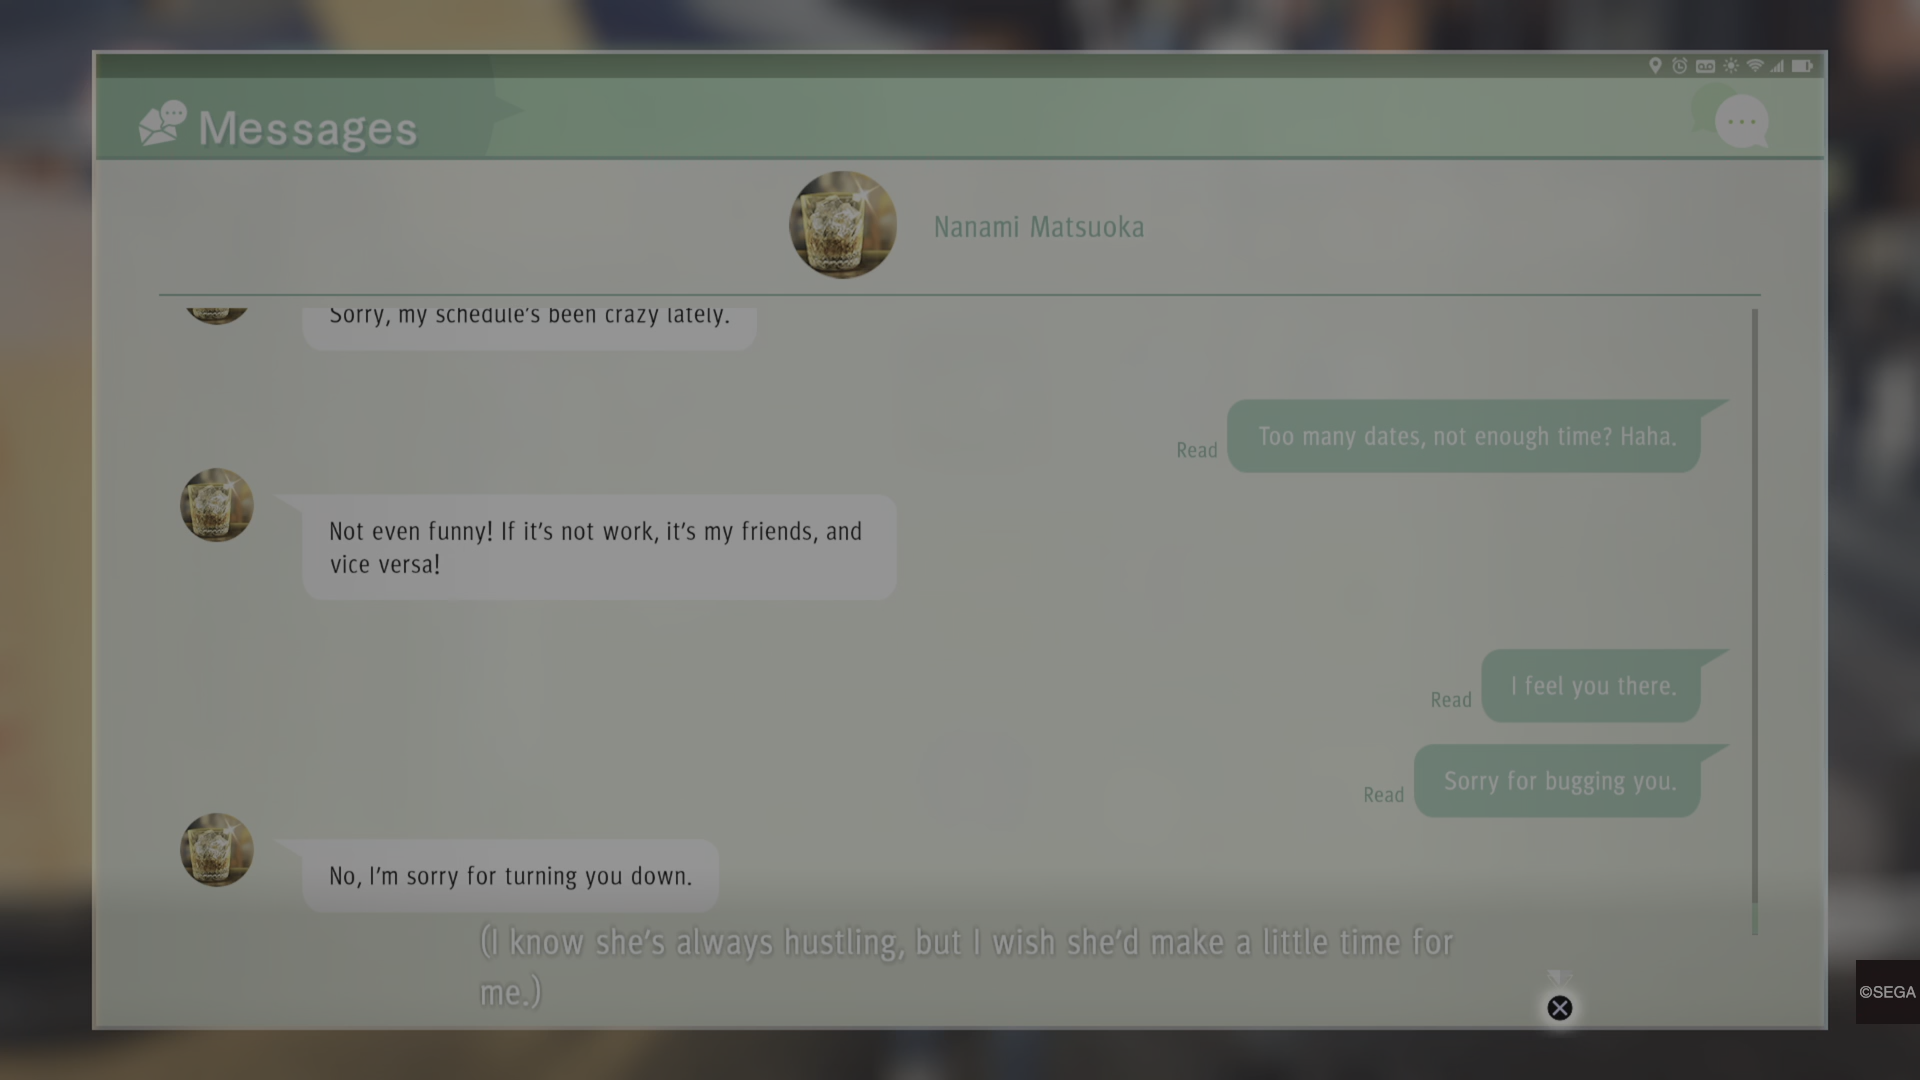 Messages
Nanami Matsuoka
Sorry, my schedule's been crazy lately.
Too many dates, not enough time? Haha.
Read
Not even funny! If it's not work, it's my friends, and
vice versa!
I feel you there.
Read
Sorry for bugging you.
Read
No, I'm sorry for turning you down.
(I know she's always hustling, but I wish she'd make a little time for
me.)
©SEGA